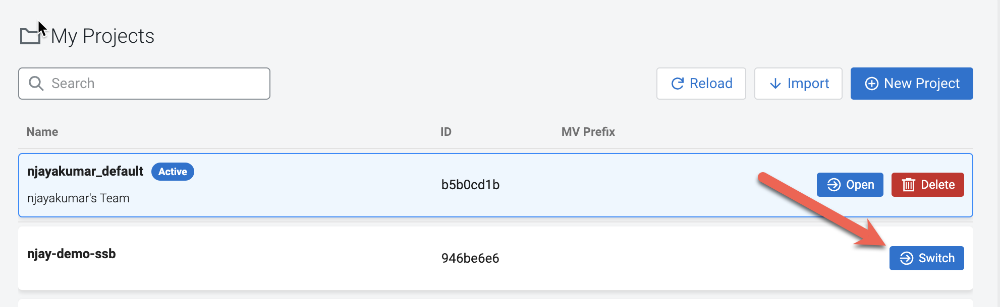 My Projects
Search
Reload
Import
New Project
Name ID MV Prefix
njayakumar_default Active
njayakumar's Team
b5b0cd1b
Open
Delete
njay-demo-ssb
946be6e6
Switch